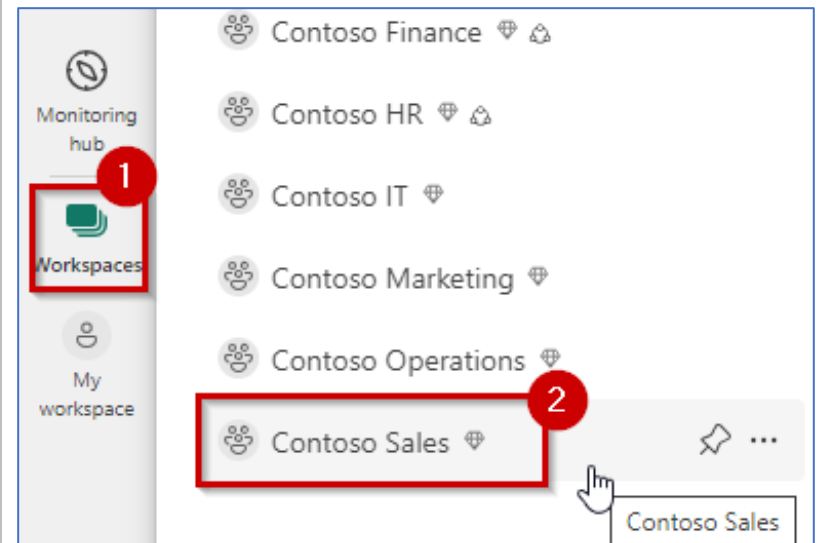 Monitoring
hub
1
Workspaces
My
workspace
Contoso Finance
Contoso HR
Contoso IT
Contoso Marketing
Contoso Operations
2
Contoso Sales
Contoso Sales